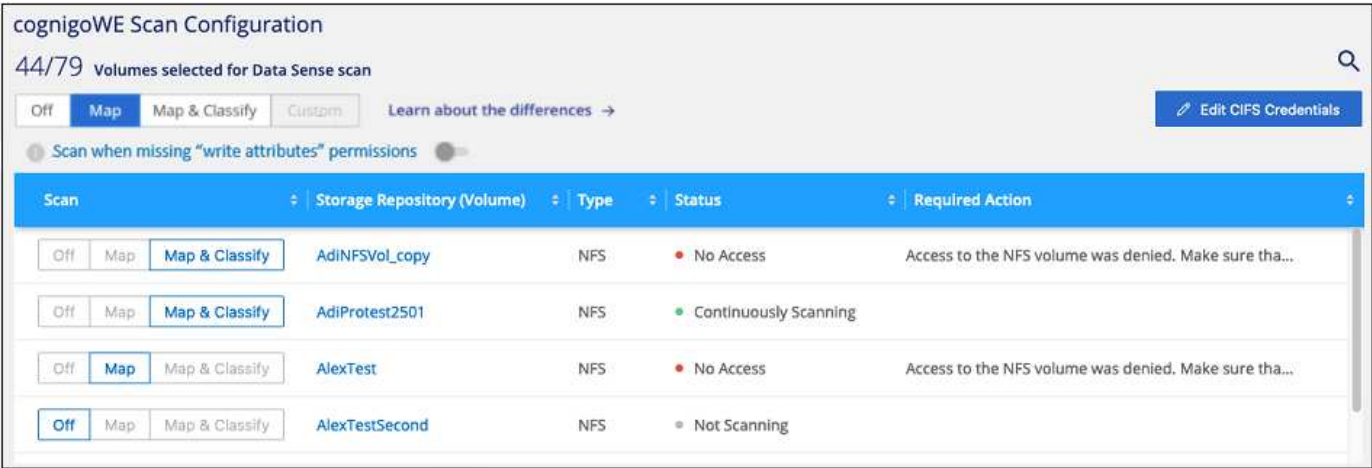 cognigoWE Scan Configuration
44/79 Volumes selected for Data Sense scan
Off Map Map & Classify Custom Learn about the differences → Edit CIFS Credentials
Scan when missing “write attributes” permissions
Scan Storage Repository (Volume) Type Status Required Action
Off Map Map & Classify AdiNFSVol_copy NFS No Access Access to the NFS volume was denied. Make sure tha...
Off Map Map & Classify AdiProtest2501 NFS Continuously Scanning
Off Map Map & Classify AlexTest NFS No Access Access to the NFS volume was denied. Make sure tha...
Off Map Map & Classify AlexTestSecond NFS Not Scanning